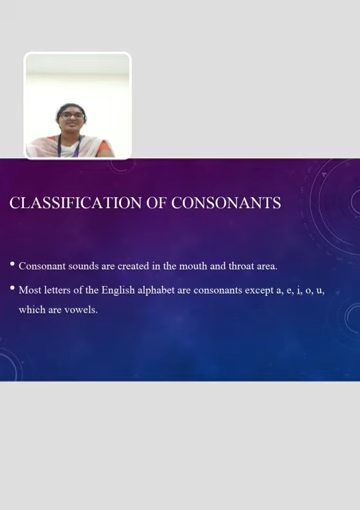 CLASSIFICATION OF CONSONANTS
• Consonant sounds are created in the mouth and throat area.
• Most letters of the English alphabet are consonants except a, e, i, o, u,
which are vowels.